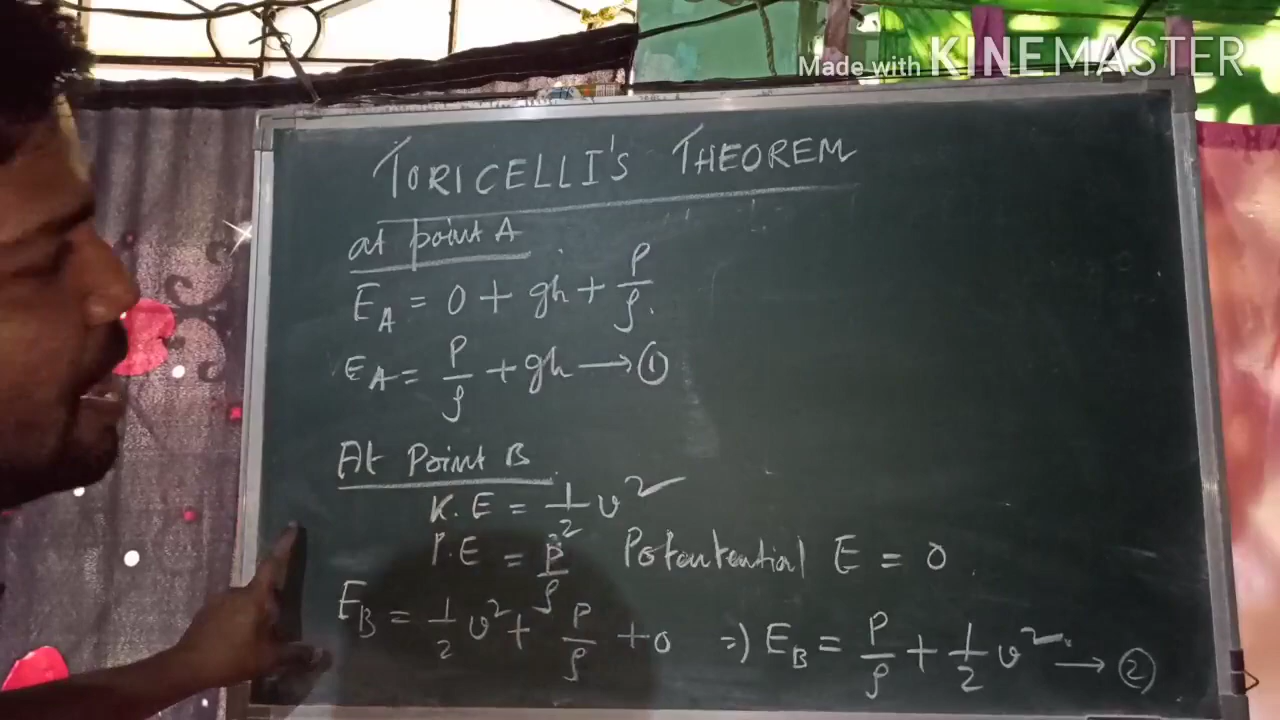 Made with KINEMASTER
TORICELLI'S THEOREM
at point A
E_A = 0 + gh + P/ρ.
E_A = P/ρ + gh → ①
At Point B
K.E = 1/2 v²
P.E = P/ρ Potantential E = 0
E_B = 1/2 v² + P/ρ + 0 ⇒ E_B = P/ρ + 1/2 v² → ②